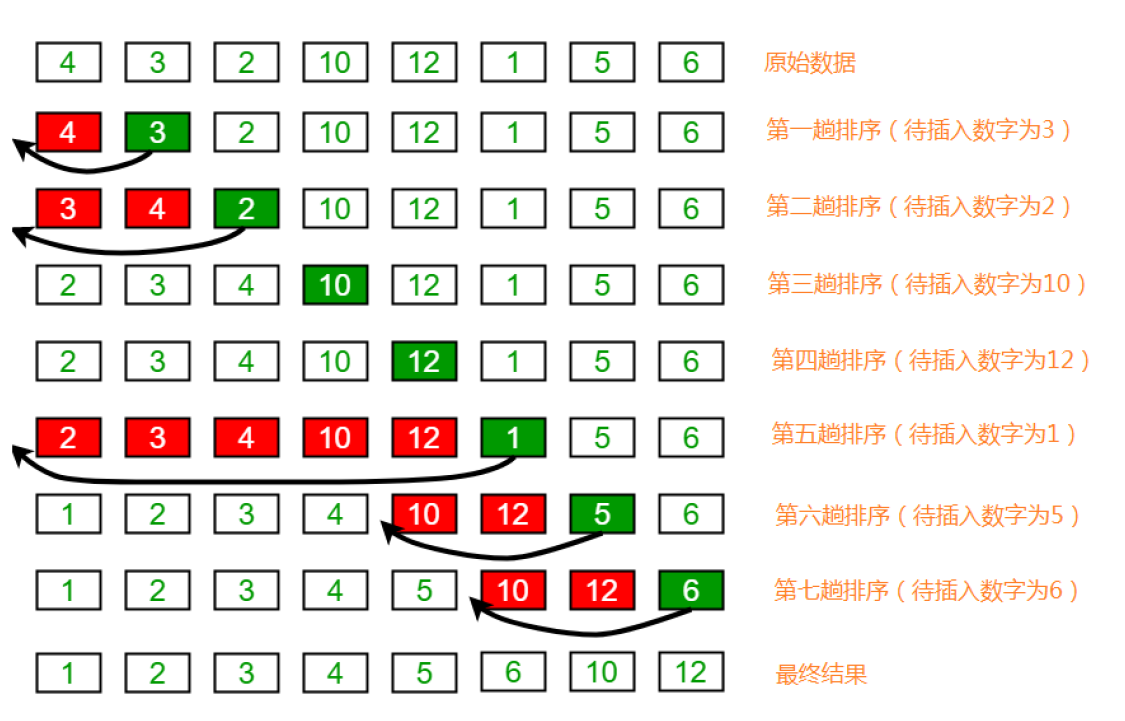 4 3 2 10 12 1 5 6 原始数据
4 3 2 10 12 1 5 6 第一趟排序（待插入数字为3）
3 4 2 10 12 1 5 6 第二趟排序（待插入数字为2）
2 3 4 10 12 1 5 6 第三趟排序（待插入数字为10）
2 3 4 10 12 1 5 6 第四趟排序（待插入数字为12）
2 3 4 10 12 1 5 6 第五趟排序（待插入数字为1）
1 2 3 4 10 12 5 6 第六趟排序（待插入数字为5）
1 2 3 4 5 10 12 6 第七趟排序（待插入数字为6）
1 2 3 4 5 6 10 12 最终结果